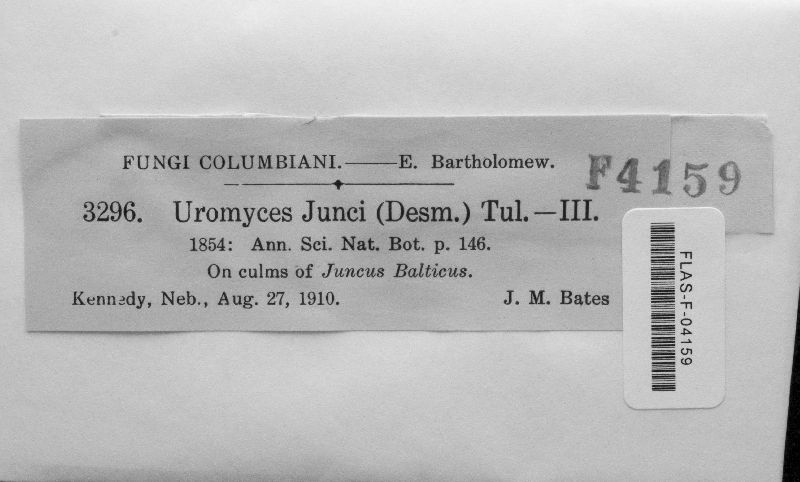 FUNGI COLUMBIANI.——E. Bartholomew.
F4159
3296. Uromyces Junci (Desm.) Tul.—III.
1854: Ann. Sci. Nat. Bot. p. 146.
On culms of Juncus Balticus.
Kennedy, Neb., Aug. 27, 1910. J. M. Bates
FLAS-F-04159